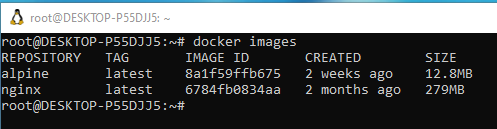 root@DESKTOP-P55DJJ5: ~
root@DESKTOP-P55DJJ5:~# docker images
REPOSITORY   TAG       IMAGE ID       CREATED        SIZE
alpine       latest    8a1f59ffb675   2 weeks ago    12.8MB
nginx        latest    6784fb0834aa   2 months ago   279MB
root@DESKTOP-P55DJJ5:~#